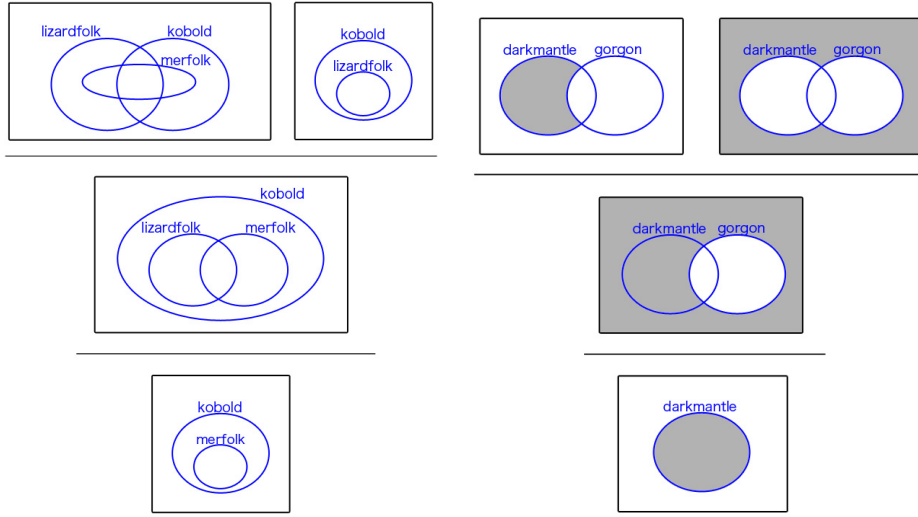 lizardfolk kobold
merfolk
kobold
lizardfolk
kobold
lizardfolk merfolk
kobold
merfolk
darkmantle gorgon
darkmantle gorgon
darkmantle gorgon
darkmantle